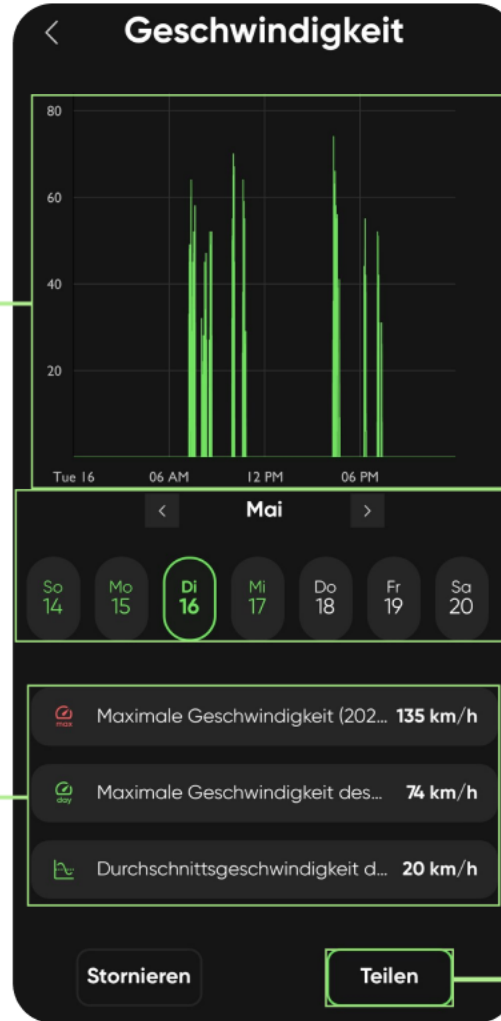 Geschwindigkeit
80
60
40
20
Tue 16 06 AM 12 PM 06 PM
Mai
So Mo Di Mi Do Fr Sa
14 15 16 17 18 19 20
max Maximale Geschwindigkeit (202... 135 km/h
day Maximale Geschwindigkeit des... 74 km/h
Durchschnittsgeschwindigkeit d... 20 km/h
Stornieren Teilen